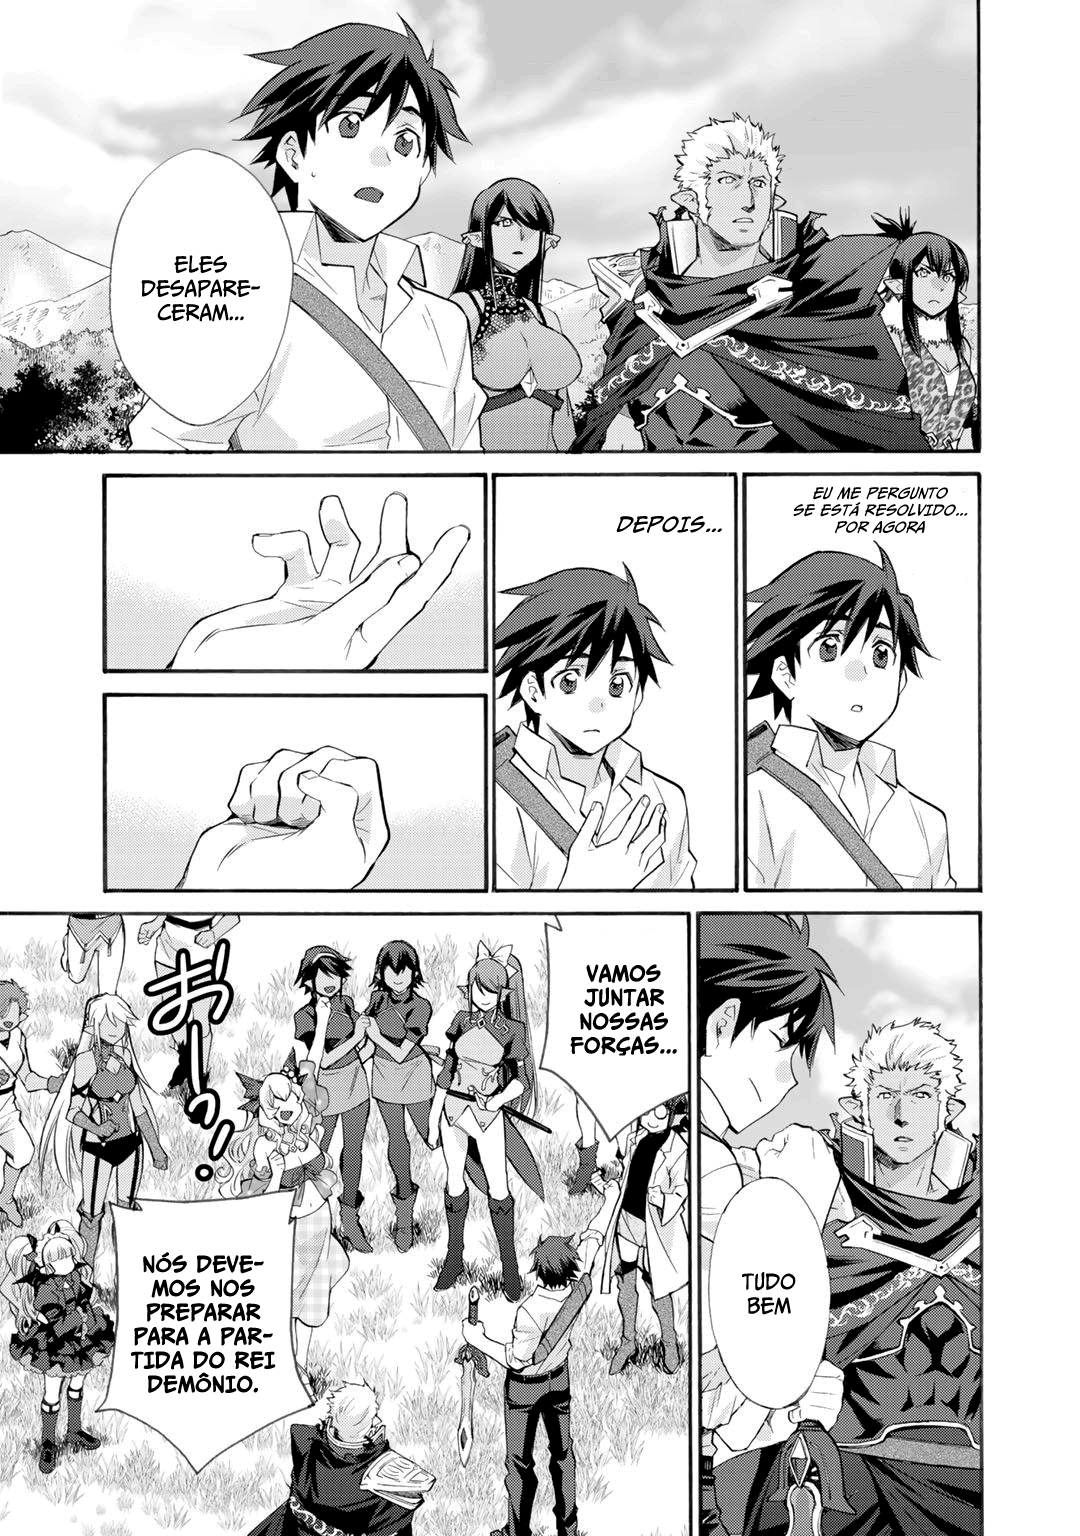 ELES
DESAPARE-
CERAM...
EU ME PERGUNTO
SE ESTÁ RESOLVIDO...
POR AGORA
DEPOIS...
TUDO
BEM
VAMOS
JUNTAR
NOSSAS
FORÇAS...
おーっ!
NÓS DEVE-
MOS NOS
PREPARAR
PARA A PAR-
TIDA DO REI
DEMÔNIO.